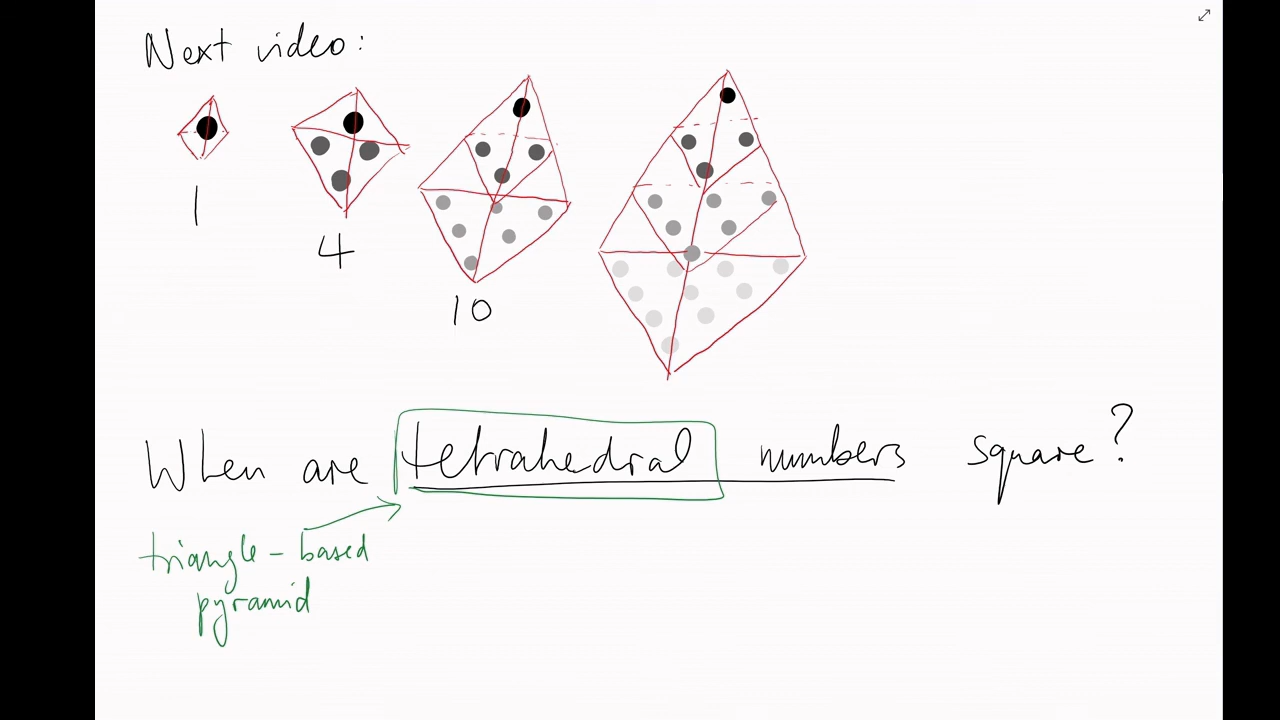 Next video:
1
4
10
When are tetrahedral numbers square?
triangle-based
pyramid